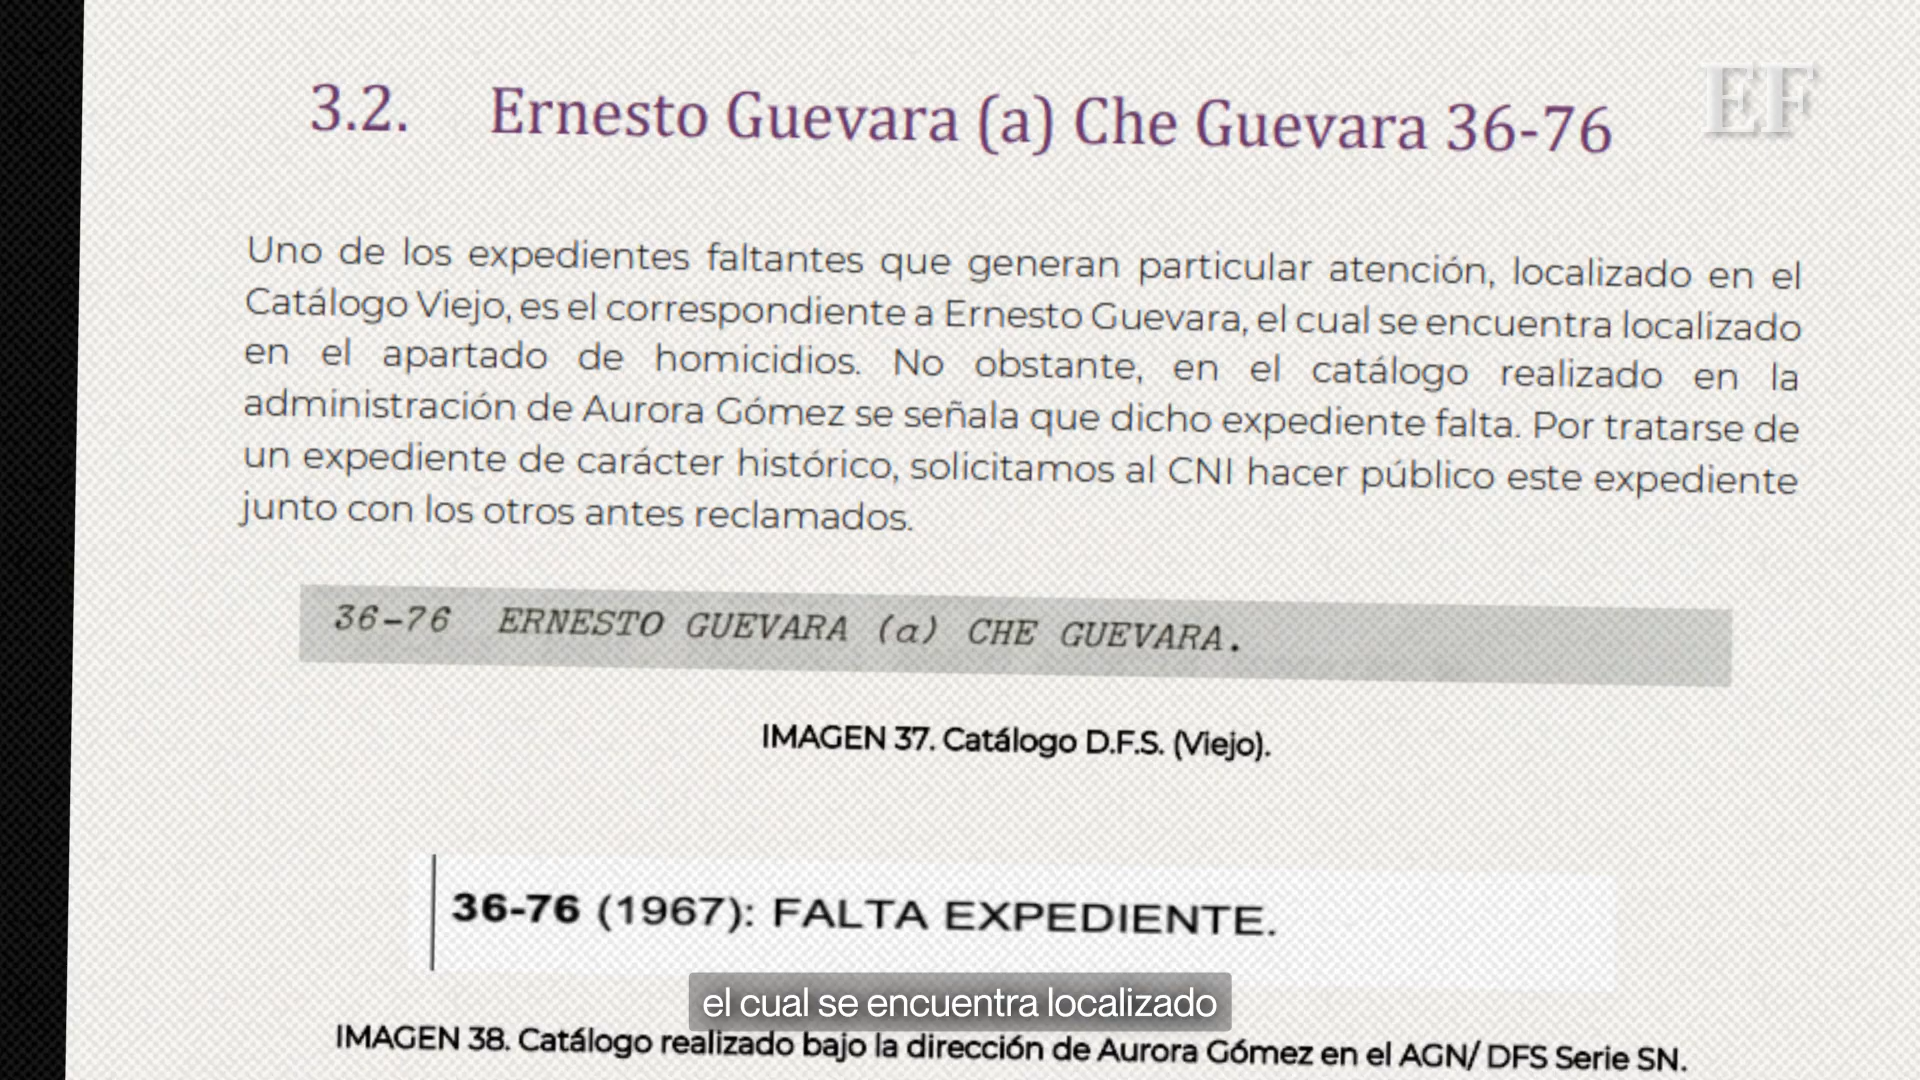 3.2. Ernesto Guevara (a) Che Guevara 36-76
EF
Uno de los expedientes faltantes que generan particular atención, localizado en el
Catálogo Viejo, es el correspondiente a Ernesto Guevara, el cual se encuentra localizado
en el apartado de homicidios. No obstante, en el catálogo realizado en la
administración de Aurora Gómez se señala que dicho expediente falta. Por tratarse de
un expediente de carácter histórico, solicitamos al CNI hacer público este expediente
junto con los otros antes reclamados.
36-76 ERNESTO GUEVARA (a) CHE GUEVARA.
IMAGEN 37. Catálogo D.F.S. (Viejo).
36-76 (1967): FALTA EXPEDIENTE.
el cual se encuentra localizado
IMAGEN 38. Catálogo realizado bajo la dirección de Aurora Gómez en el AGN/ DFS Serie SN.